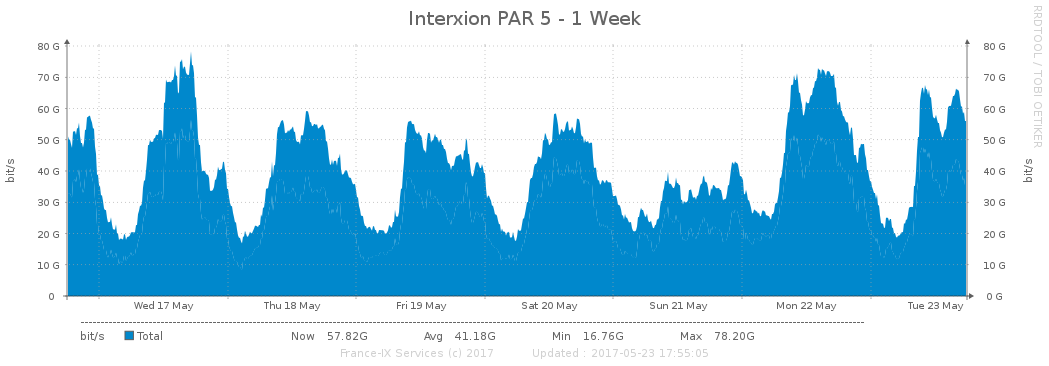 Interxion PAR 5 - 1 Week
RRDTOOL / TOBI OETIKER
80 G 80 G
70 G 70 G
60 G 60 G
50 G 50 G
40 G 40 G
30 G 30 G
20 G 20 G
10 G 10 G
0 0 G
bit/s bit/s
Wed 17 May Thu 18 May Fri 19 May Sat 20 May Sun 21 May Mon 22 May Tue 23 May
bit/s Total Now 57.82G Avg 41.18G Min 16.76G Max 78.20G
France-IX Services (c) 2017 Updated : 2017-05-23 17:55:05